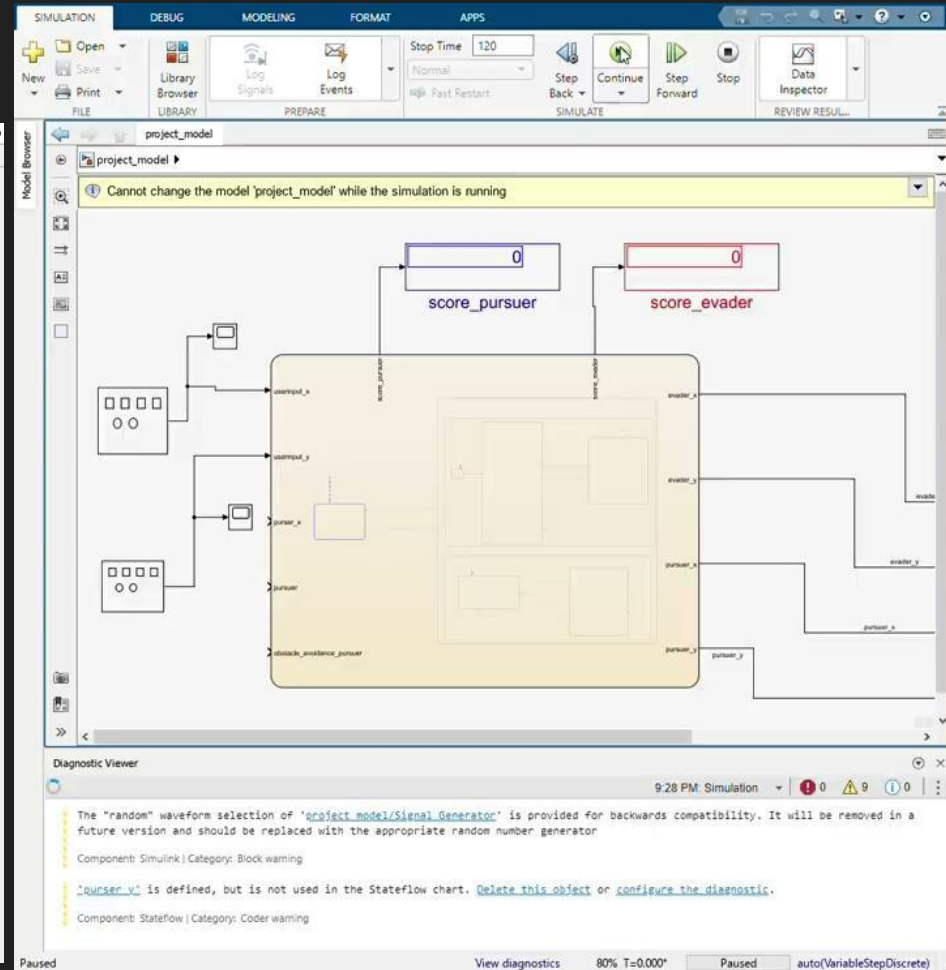 SIMULATION DEBUG MODELING FORMAT APPS
New
Open
Save
Print
FILE
Library Browser
LIBRARY
Log Signals
Log Events
PREPARE
Stop Time 120
Normal
Fast Restart
Step Back
Continue
Step Forward
Stop
SIMULATE
Data Inspector
REVIEW RESUL...
Model Browser
project_model
project_model
Cannot change the model 'project_model' while the simulation is running
0
score_pursuer
0
score_evader
score_pursuer
score_evader
userinput_x
userinput_y
purser_x
pursuer
obstacle_avoidance_pursuer
evader_x
evader_y
pursuer_x
pursuer_y
evade
evader_y
pursuer_x
pursuer_y
Diagnostic Viewer
9:28 PM: Simulation 0 9 0
The "random" waveform selection of 'project model/Signal Generator' is provided for backwards compatibility. It will be removed in a
future version and should be replaced with the appropriate random number generator
Component: Simulink | Category: Block warning
'purser y' is defined, but is not used in the Stateflow chart. Delete this object or configure the diagnostic.
Component: Stateflow | Category: Coder warning
Paused View diagnostics 80% T=0.000* Paused auto(VariableStepDiscrete)